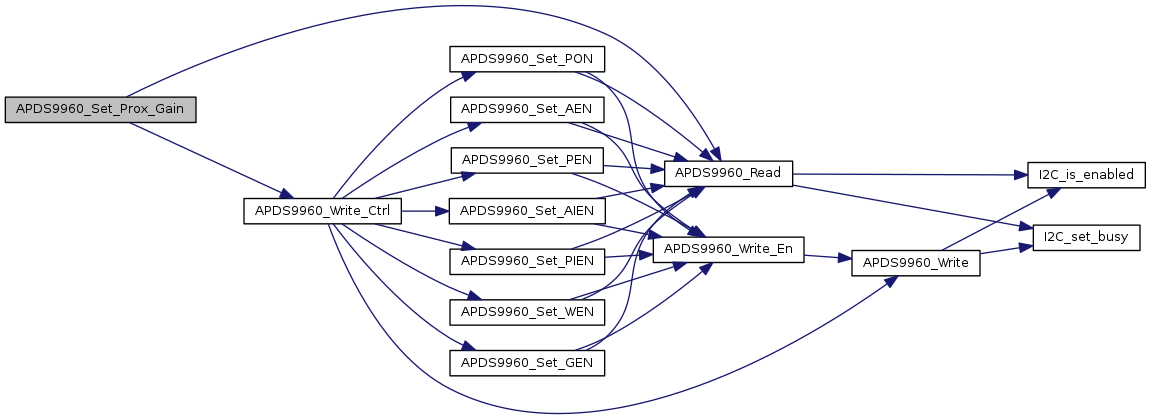 APDS9960_Set_Prox_Gain
APDS9960_Write_Ctrl
APDS9960_Set_PON
APDS9960_Set_AEN
APDS9960_Set_PEN
APDS9960_Set_AIEN
APDS9960_Set_PIEN
APDS9960_Set_WEN
APDS9960_Set_GEN
APDS9960_Read
APDS9960_Write_En
APDS9960_Write
I2C_is_enabled
I2C_set_busy